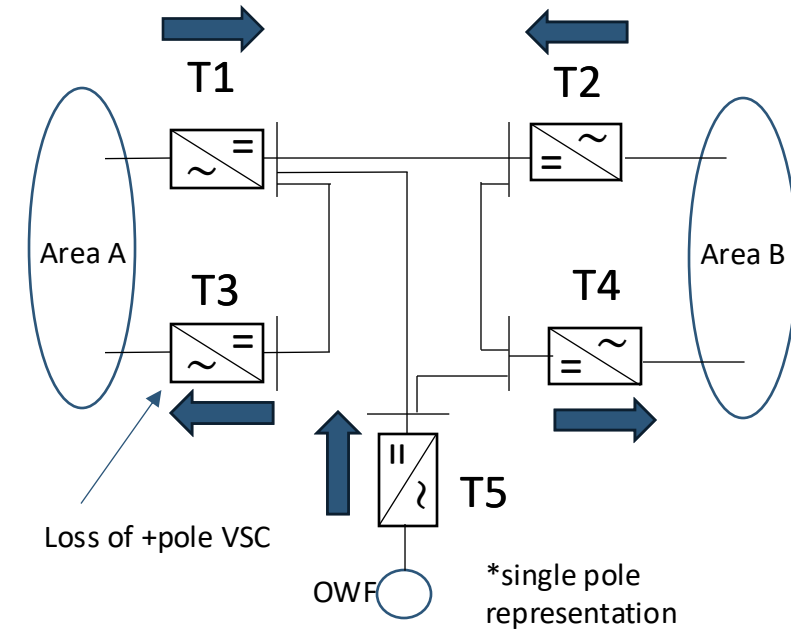 T1
T2
Area A
Area B
T3
T4
Loss of +pole VSC
T5
OWF
*single pole
representation